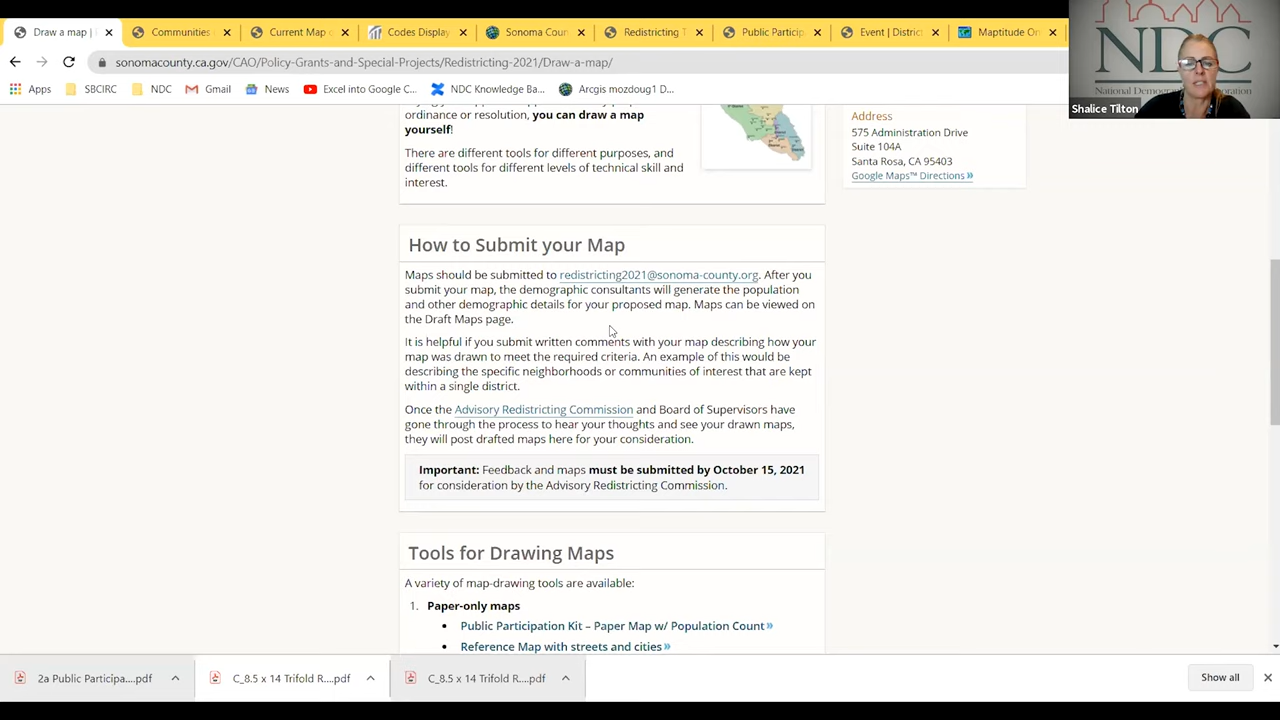 Draw a map |
Communities
Current Map o
Codes Display
Sonoma Coun
Redistricting T
Public Particip
Event | Distric
Maptitude On
sonomacounty.ca.gov/CAO/Policy-Grants-and-Special-Projects/Redistricting-2021/Draw-a-map/
Apps
SBCIRC
NDC
Gmail
News
Excel into Google C...
NDC Knowledge Ba...
Arcgis mozdoug1 D...
NDC
Shalice Tilton
ordinance or resolution, you can draw a map
yourself!
There are different tools for different purposes, and
different tools for different levels of technical skill and
interest.
Address
575 Administration Drive
Suite 104A
Santa Rosa, CA 95403
Google Maps™ Directions »
How to Submit your Map
Maps should be submitted to redistricting2021@sonoma-county.org. After you
submit your map, the demographic consultants will generate the population
and other demographic details for your proposed map. Maps can be viewed on
the Draft Maps page.
It is helpful if you submit written comments with your map describing how your
map was drawn to meet the required criteria. An example of this would be
describing the specific neighborhoods or communities of interest that are kept
within a single district.
Once the Advisory Redistricting Commission and Board of Supervisors have
gone through the process to hear your thoughts and see your drawn maps,
they will post drafted maps here for your consideration.
Important: Feedback and maps must be submitted by October 15, 2021
for consideration by the Advisory Redistricting Commission.
Tools for Drawing Maps
A variety of map-drawing tools are available:
1. Paper-only maps
• Public Participation Kit – Paper Map w/ Population Count »
• Reference Map with streets and cities »
2a Public Participa....pdf
C_8.5 x 14 Trifold R....pdf
C_8.5 x 14 Trifold R....pdf
Show all